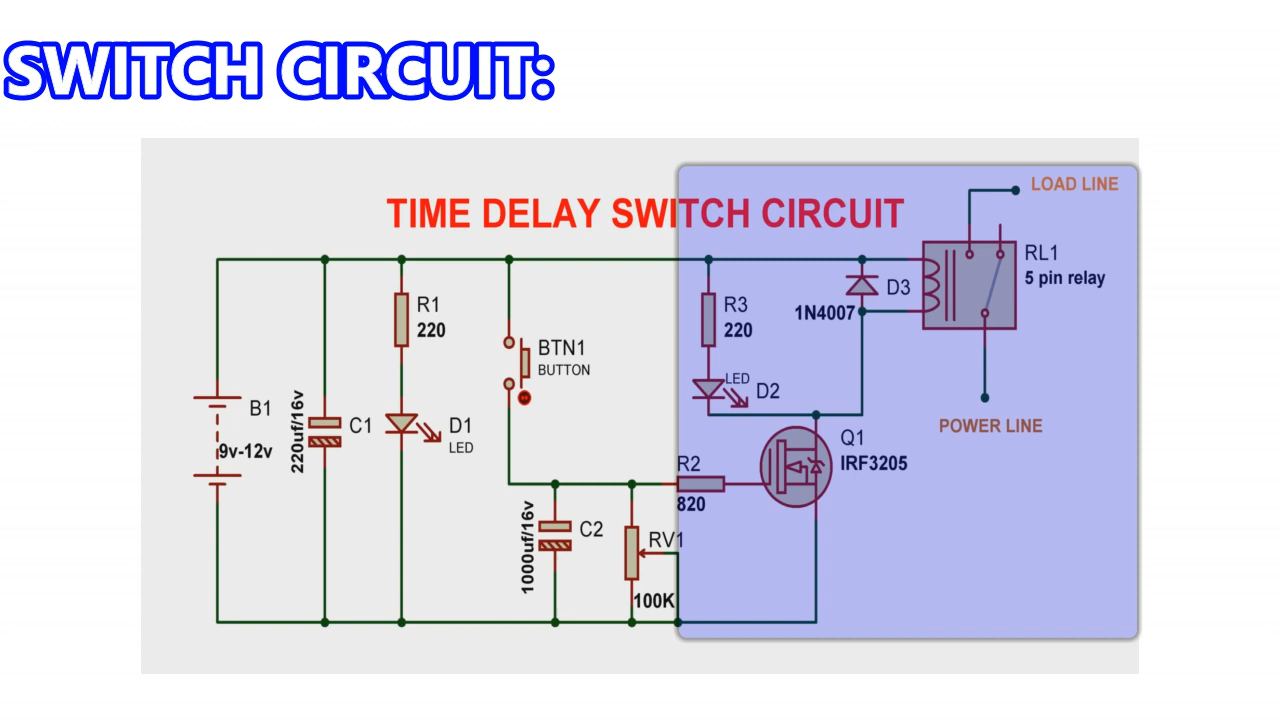 SWITCH CIRCUIT:
TIME DELAY SWITCH CIRCUIT
LOAD LINE
RL1
5 pin relay
POWER LINE
D3
1N4007
R3
220
LED
D2
Q1
IRF3205
R2
820
R1
220
BTN1
BUTTON
D1
LED
B1
9v-12v
C1
220uf/16v
C2
1000uf/16v
RV1
100K